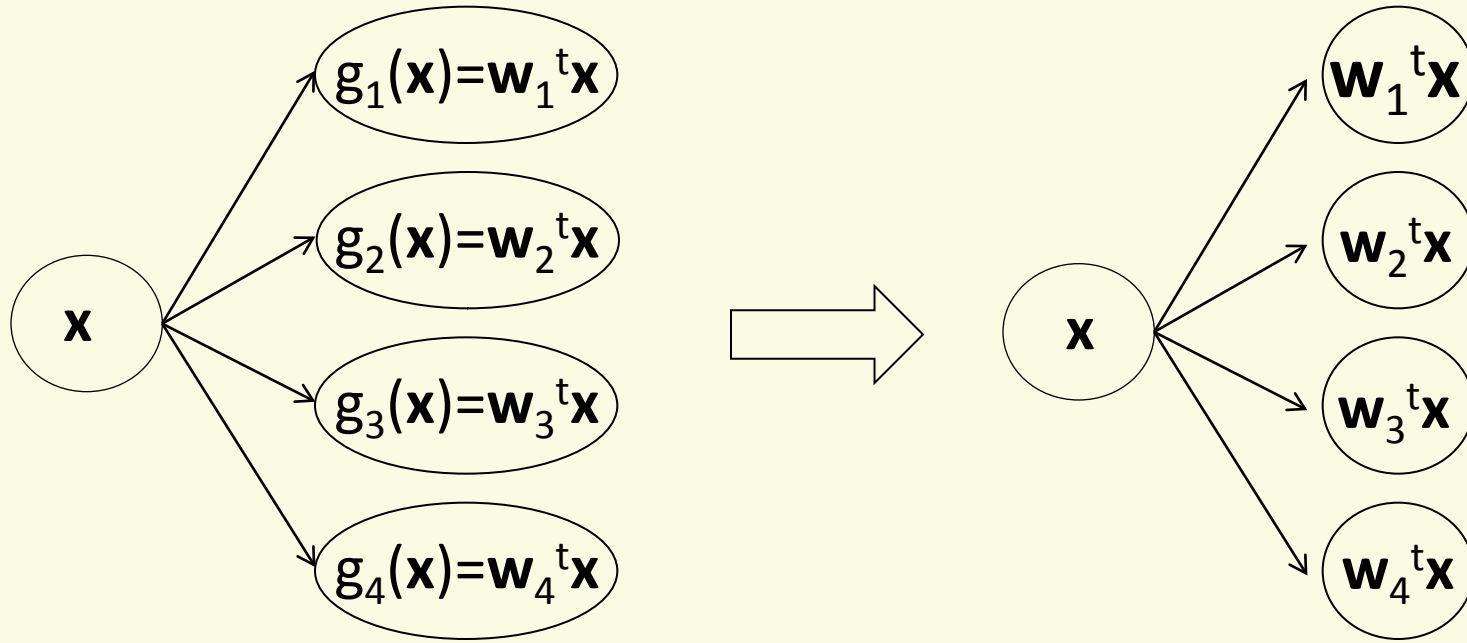 g₁(x)=w₁ᵗx
g₂(x)=w₂ᵗx
x
g₃(x)=w₃ᵗx
g₄(x)=w₄ᵗx
w₁ᵗx
w₂ᵗx
x
w₃ᵗx
w₄ᵗx